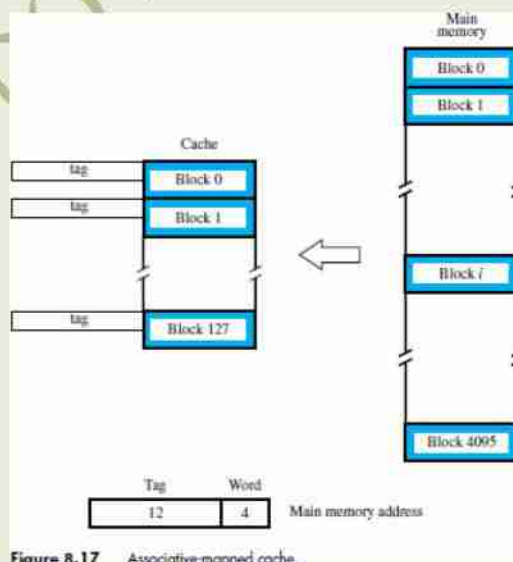 Main
memory
Block 0
Block 1
Cache
tag
Block 0
tag
Block 1
Block i
tag
Block 127
Block 4095
Tag
Word
12
4
Main memory address
Figure 8.17 Associative-mapped cache.